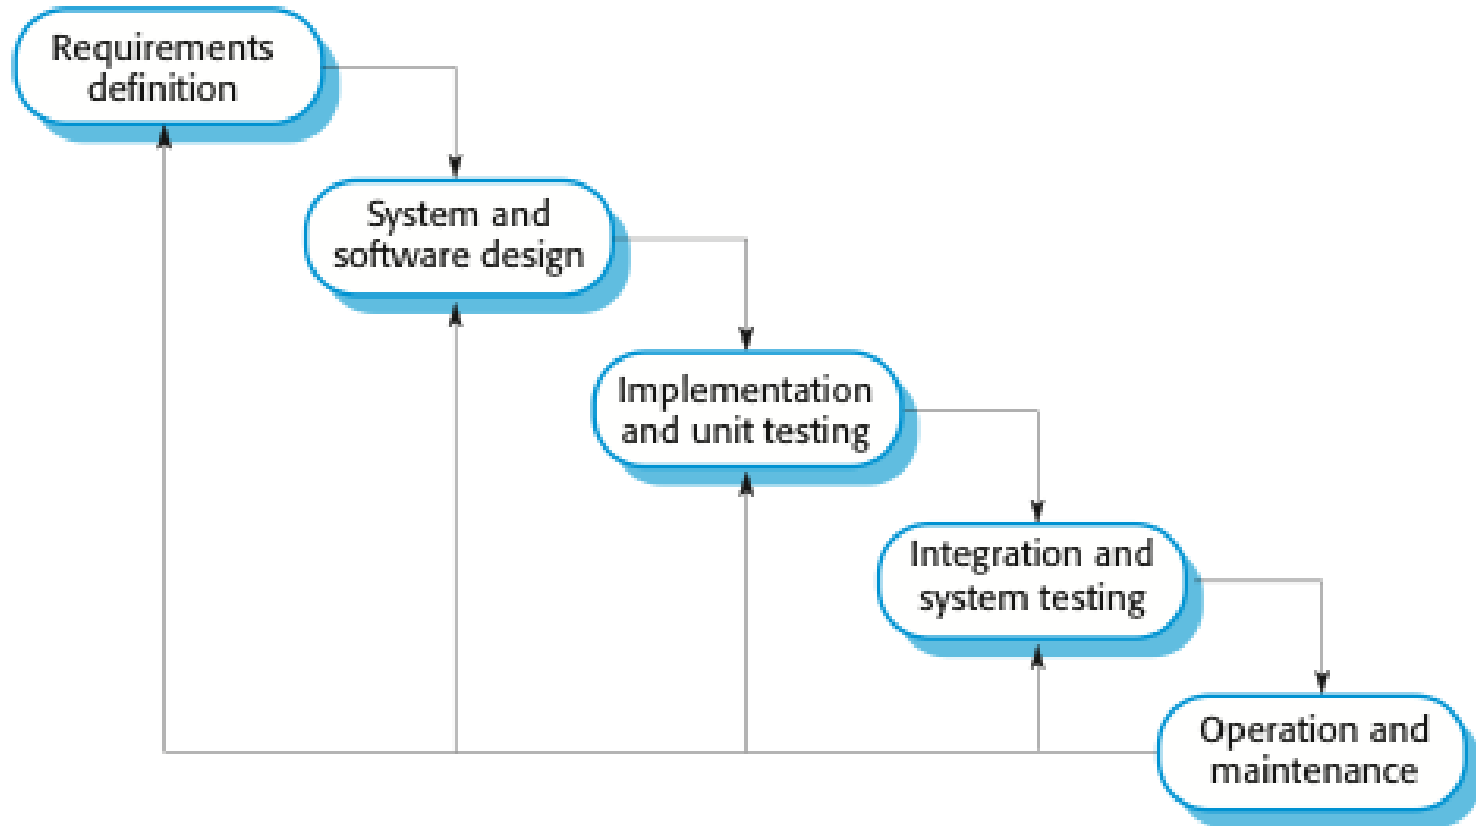 Requirements
definition
System and
software design
Implementation
and unit testing
Integration and
system testing
Operation and
maintenance